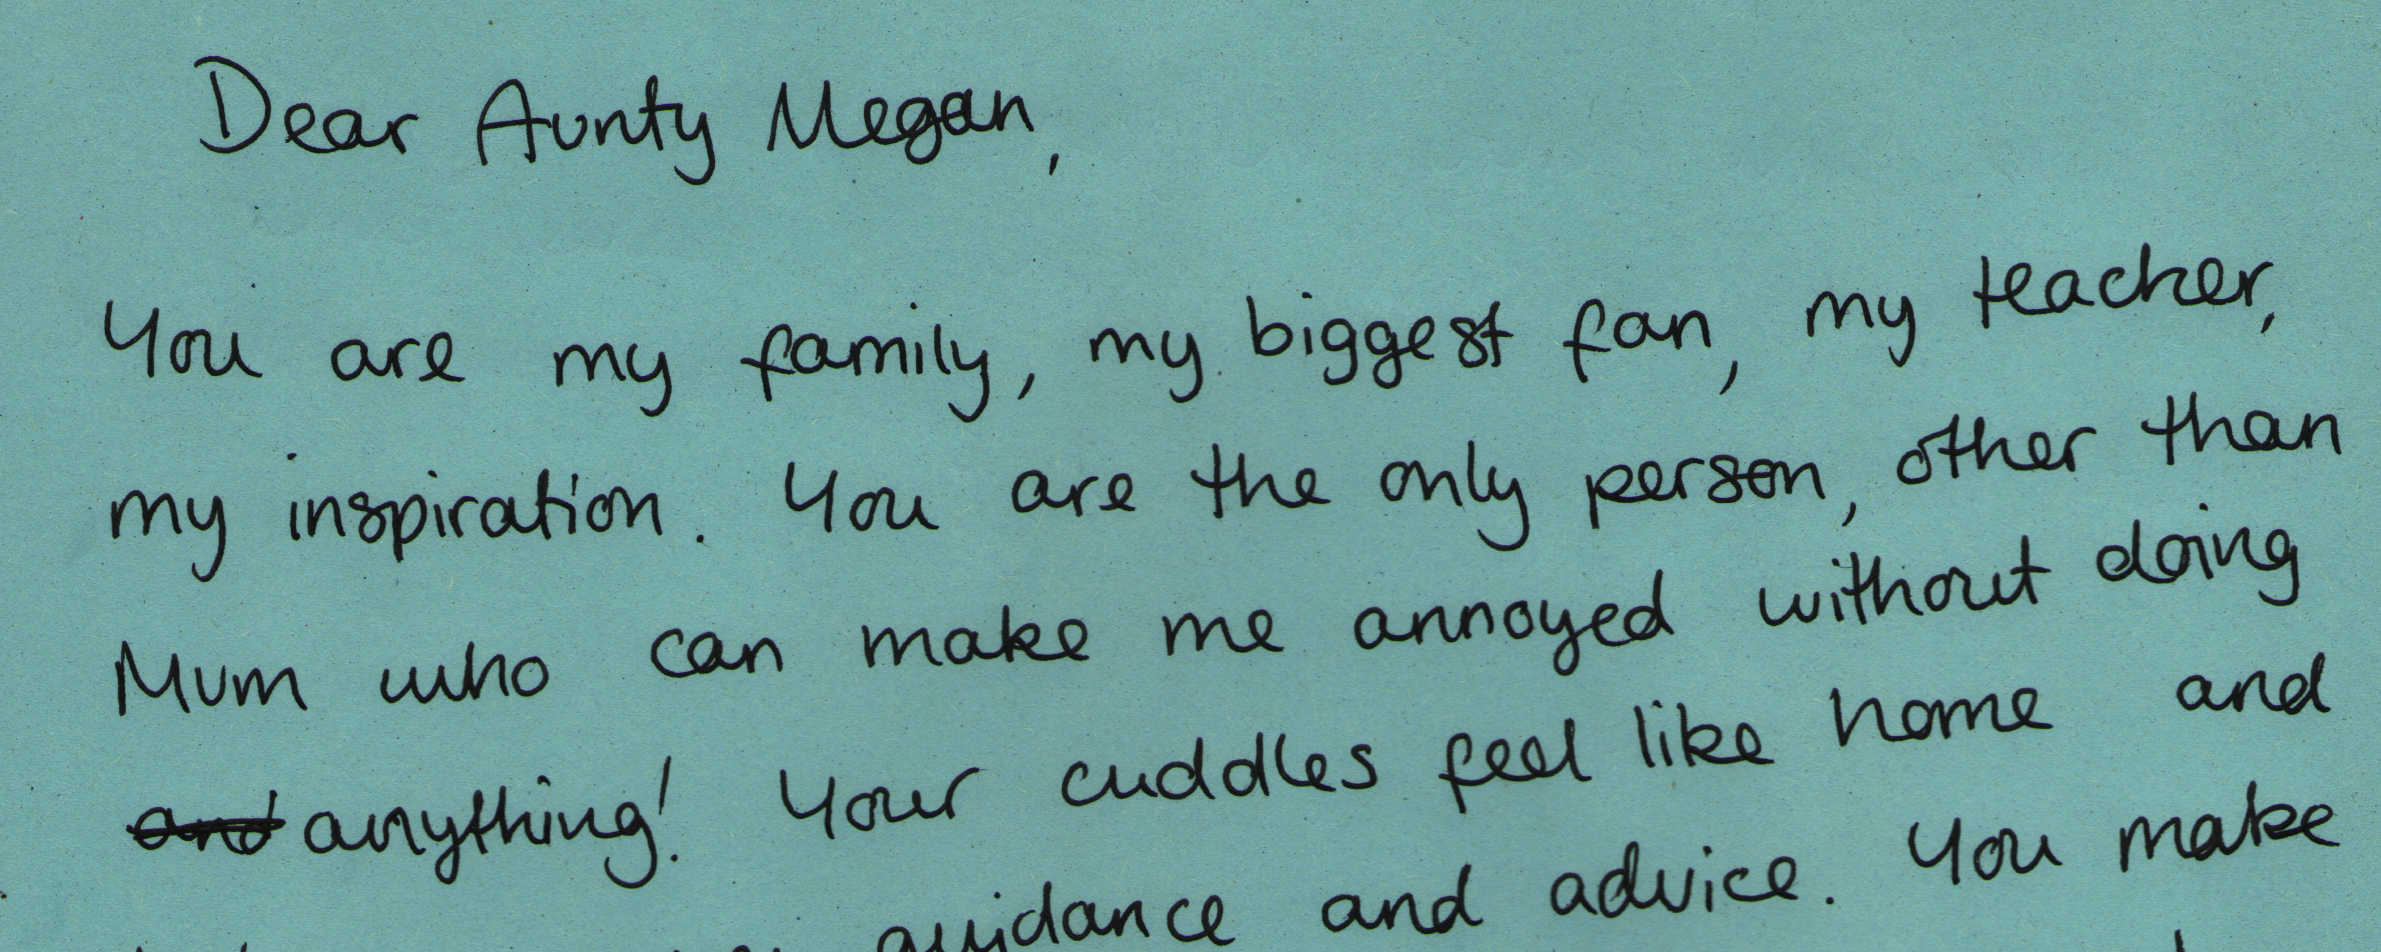 Dear Aunty Megan,
You are my family, my biggest fan, my teacher,
my inspiration. You are the only person, other than
Mum who can make me annoyed without doing
and anything! Your cuddles feel like home and
guidance and advice. You make